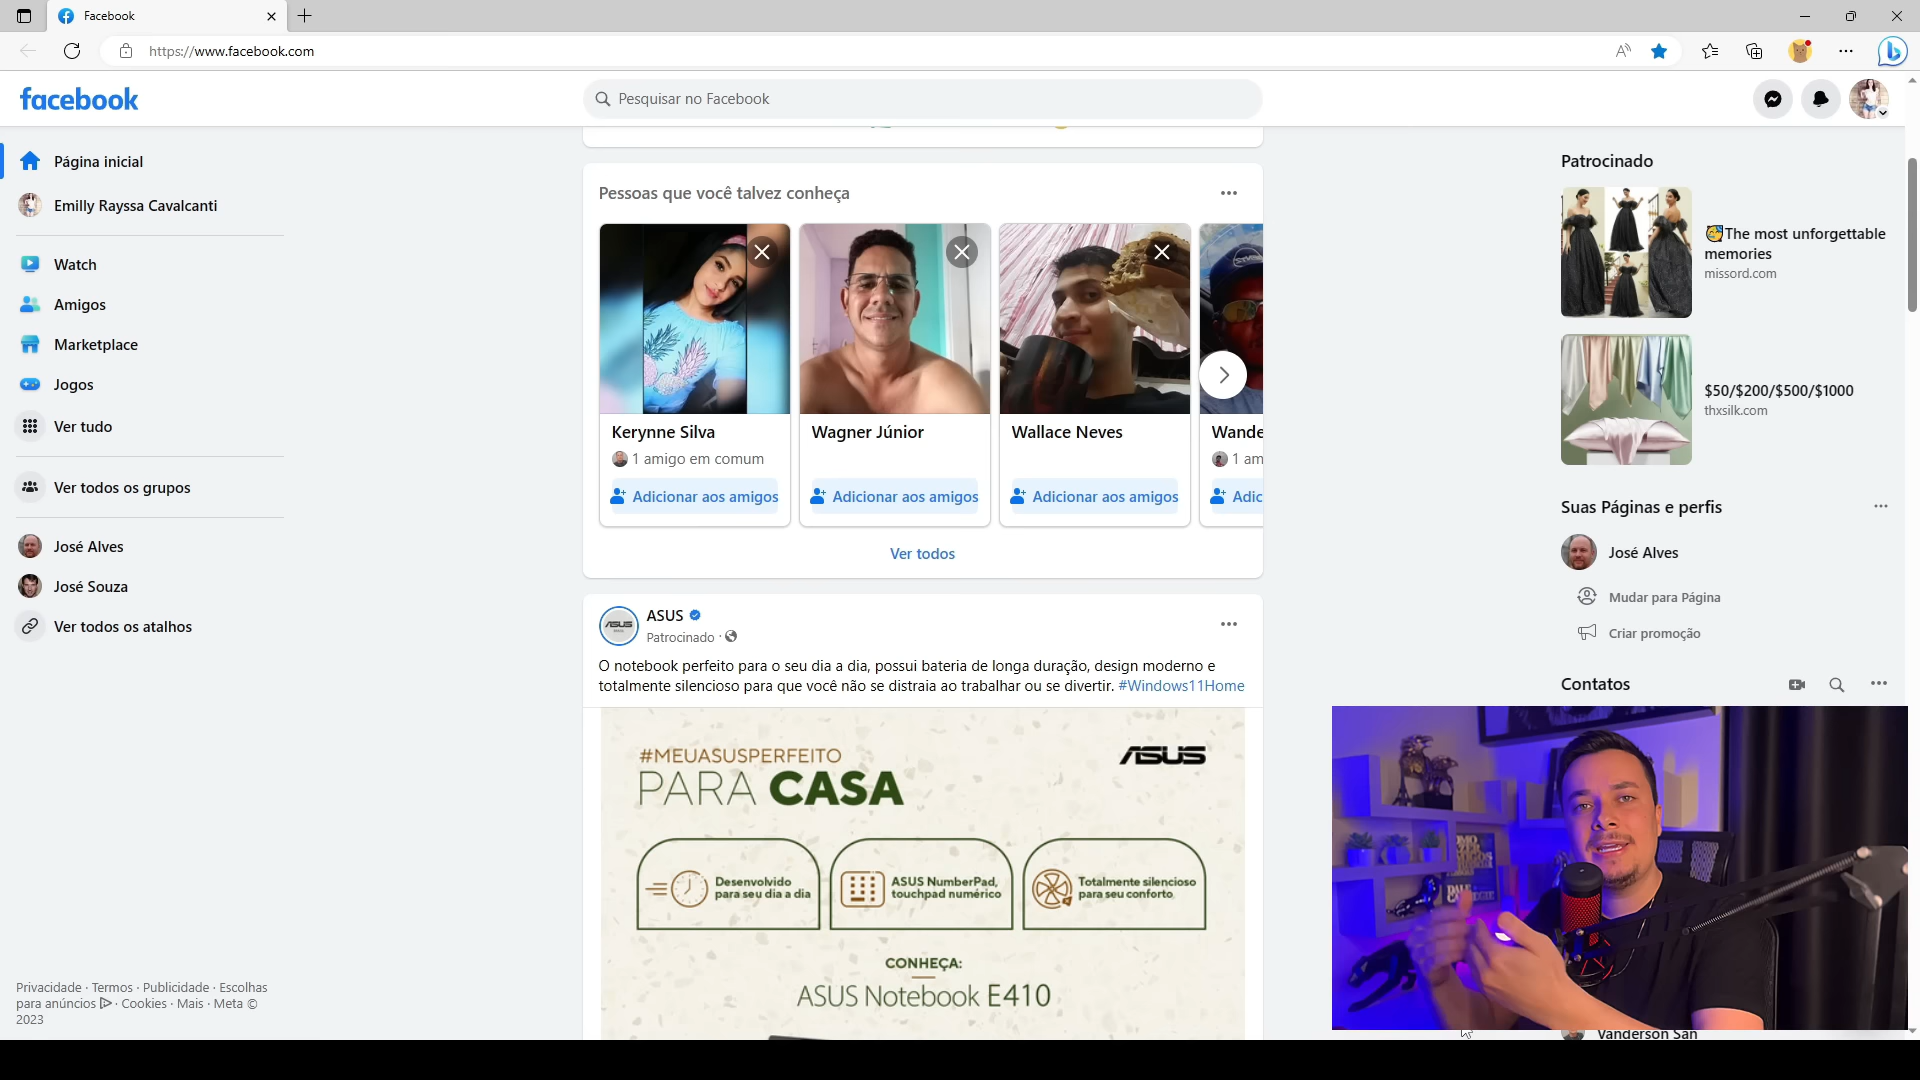 Facebook
https://www.facebook.com
facebook
Pesquisar no Facebook
Página inicial
Emilly Rayssa Cavalcanti
Watch
Amigos
Marketplace
Jogos
Ver tudo
Ver todos os grupos
José Alves
José Souza
Ver todos os atalhos
Privacidade · Termos · Publicidade · Escolhas
para anúncios · Cookies · Mais · Meta ©
2023
Pessoas que você talvez conheça
Kerynne Silva
1 amigo em comum
Adicionar aos amigos
Wagner Júnior
Adicionar aos amigos
Wallace Neves
Adicionar aos amigos
Wande
1 am
Adic
Ver todos
ASUS
Patrocinado ·
O notebook perfeito para o seu dia a dia, possui bateria de longa duração, design moderno e
totalmente silencioso para que você não se distraia ao trabalhar ou se divertir. #Windows11Home
#MEUASUSPERFEITO
PARA CASA
ASUS
Desenvolvido
para seu dia a dia
ASUS NumberPad,
touchpad numérico
Totalmente silencioso
para seu conforto
CONHEÇA:
ASUS Notebook E410
Patrocinado
The most unforgettable
memories
missord.com
$50/$200/$500/$1000
thxsilk.com
Suas Páginas e perfis
José Alves
Mudar para Página
Criar promoção
Contatos
Vanderson San